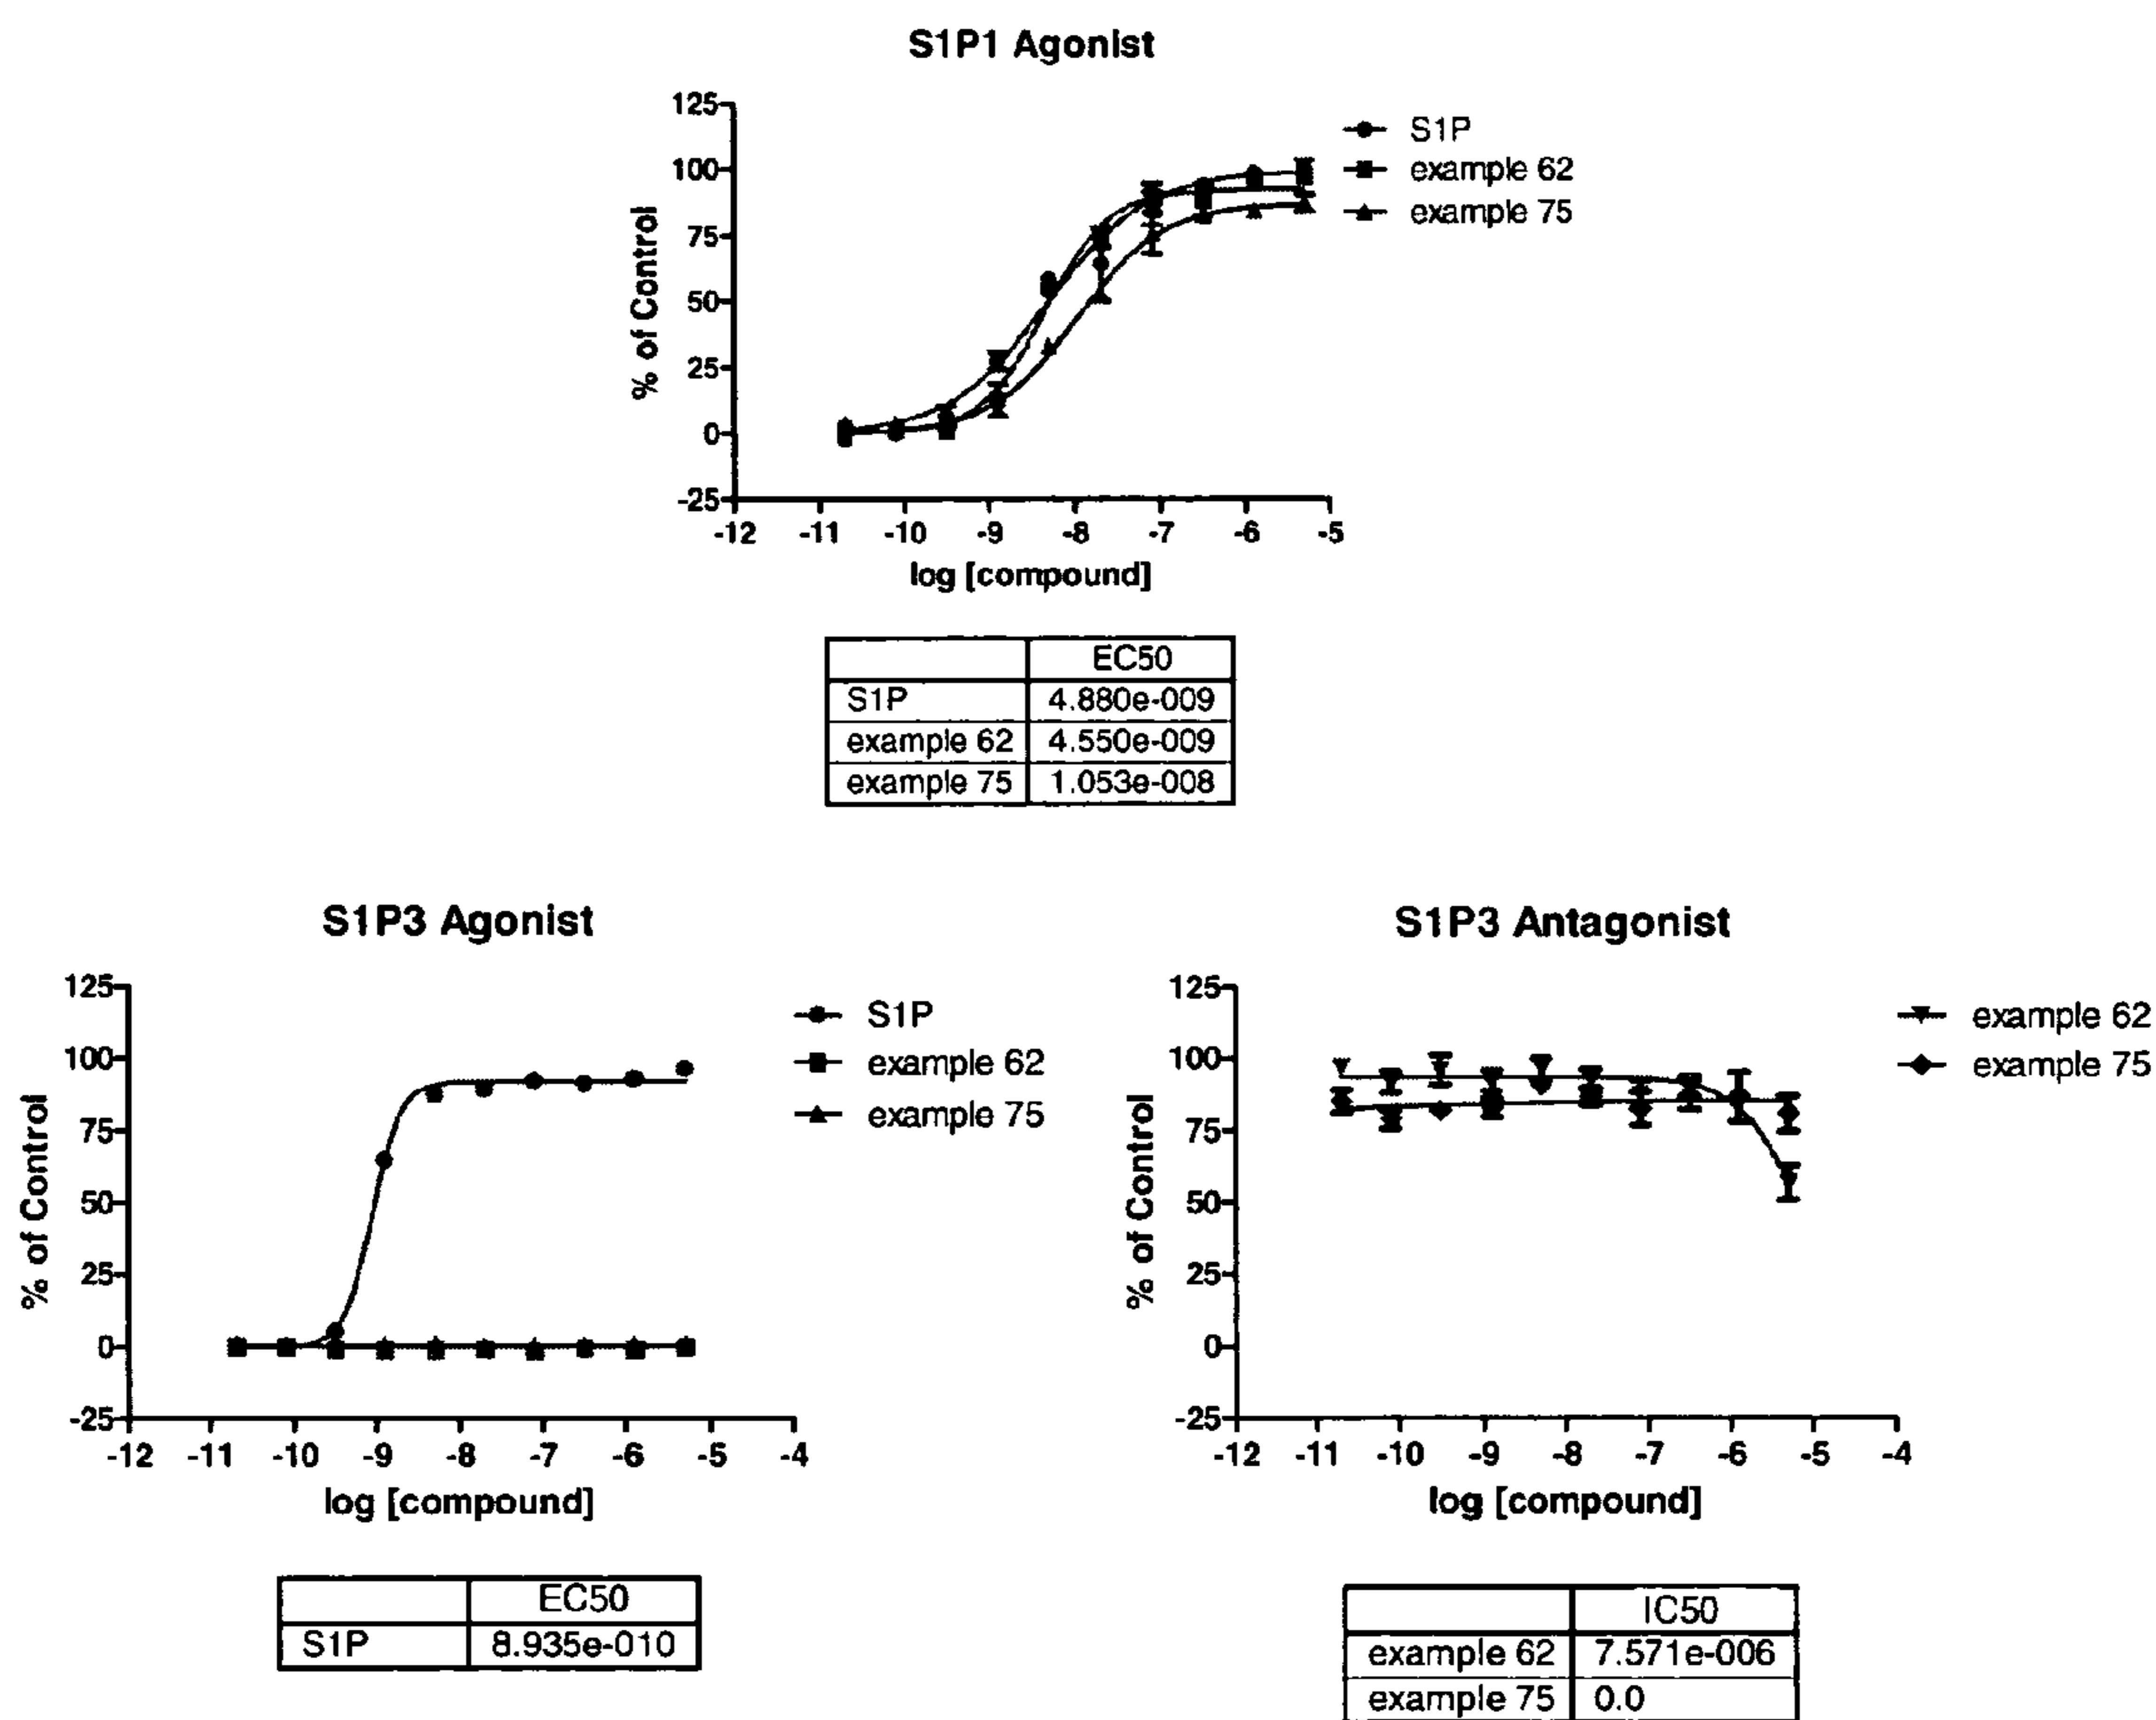 S1P1 Agonist
125
100
75
50
25
0
-25
% of Control
-12 -11 -10 -9 -8 -7 -6 -5
log [compound]
S1P
example 62
example 75
EC50
S1P 4.880e-009
example 62 4.550e-009
example 75 1.053e-008
S1P3 Agonist
125
100
75
50
25
0
-25
% of Control
-12 -11 -10 -9 -8 -7 -6 -5 -4
log [compound]
S1P
example 62
example 75
EC50
S1P 8.935e-010
S1P3 Antagonist
125
100
75
50
25
0
-25
% of Control
-12 -11 -10 -9 -8 -7 -6 -5 -4
log [compound]
example 62
example 75
IC50
example 62 7.571e-006
example 75 0.0